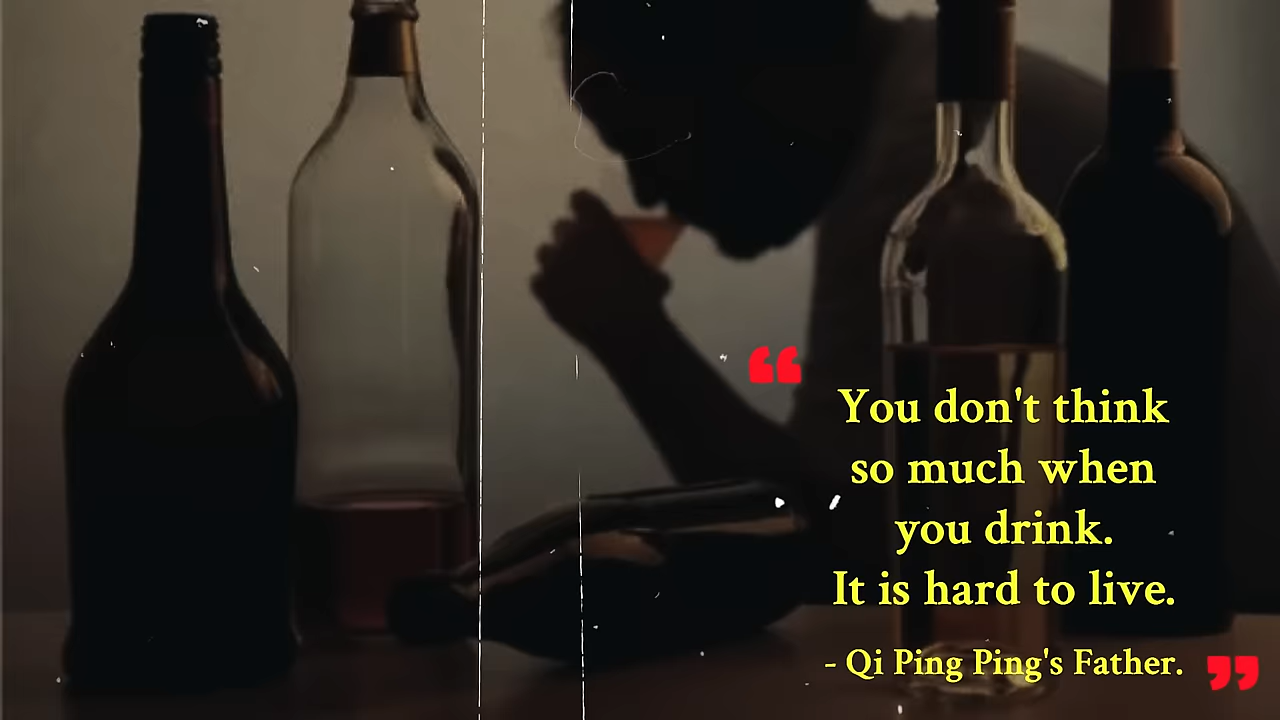 “
You don't think
so much when
you drink.
It is hard to live.
- Qi Ping Ping's Father.
”